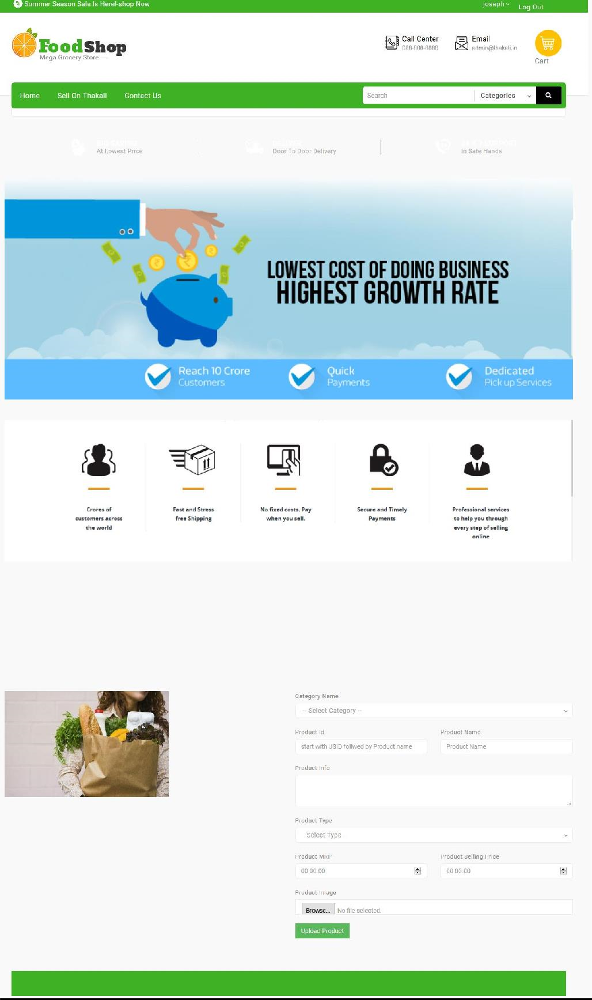 Summer Season Sale Is Here!-shop Now
joseph
Log Out
FoodShop
Mega Grocery Store
Call Center
088-888-8888
Email
admin@thakali.in
Cart
Home
Sell On Thakali
Contact Us
Search
Categories
BIG SAVING
At Lowest Price
DELIVER
Door To Door Delivery
24 X 7 SUPPORT
In Safe Hands
LOWEST COST OF DOING BUSINESS
HIGHEST GROWTH RATE
Reach 10 Crore
Customers
Quick
Payments
Dedicated
Pick up Services
Crores of
customers across
the world
Fast and Stress
free Shipping
No fixed costs. Pay
when you sell.
Secure and Timely
Payments
Professional services
to help you through
every step of selling
online
Category Name
-- Select Category --
Product Id
Product Name
start with USID follwed by Product name
Product Name
Product Info
Product Type
Select Type
Product MRP
Product Selling Price
00.00.00
00.00.00
Product Image
Browse...
No file selected.
Upload Product